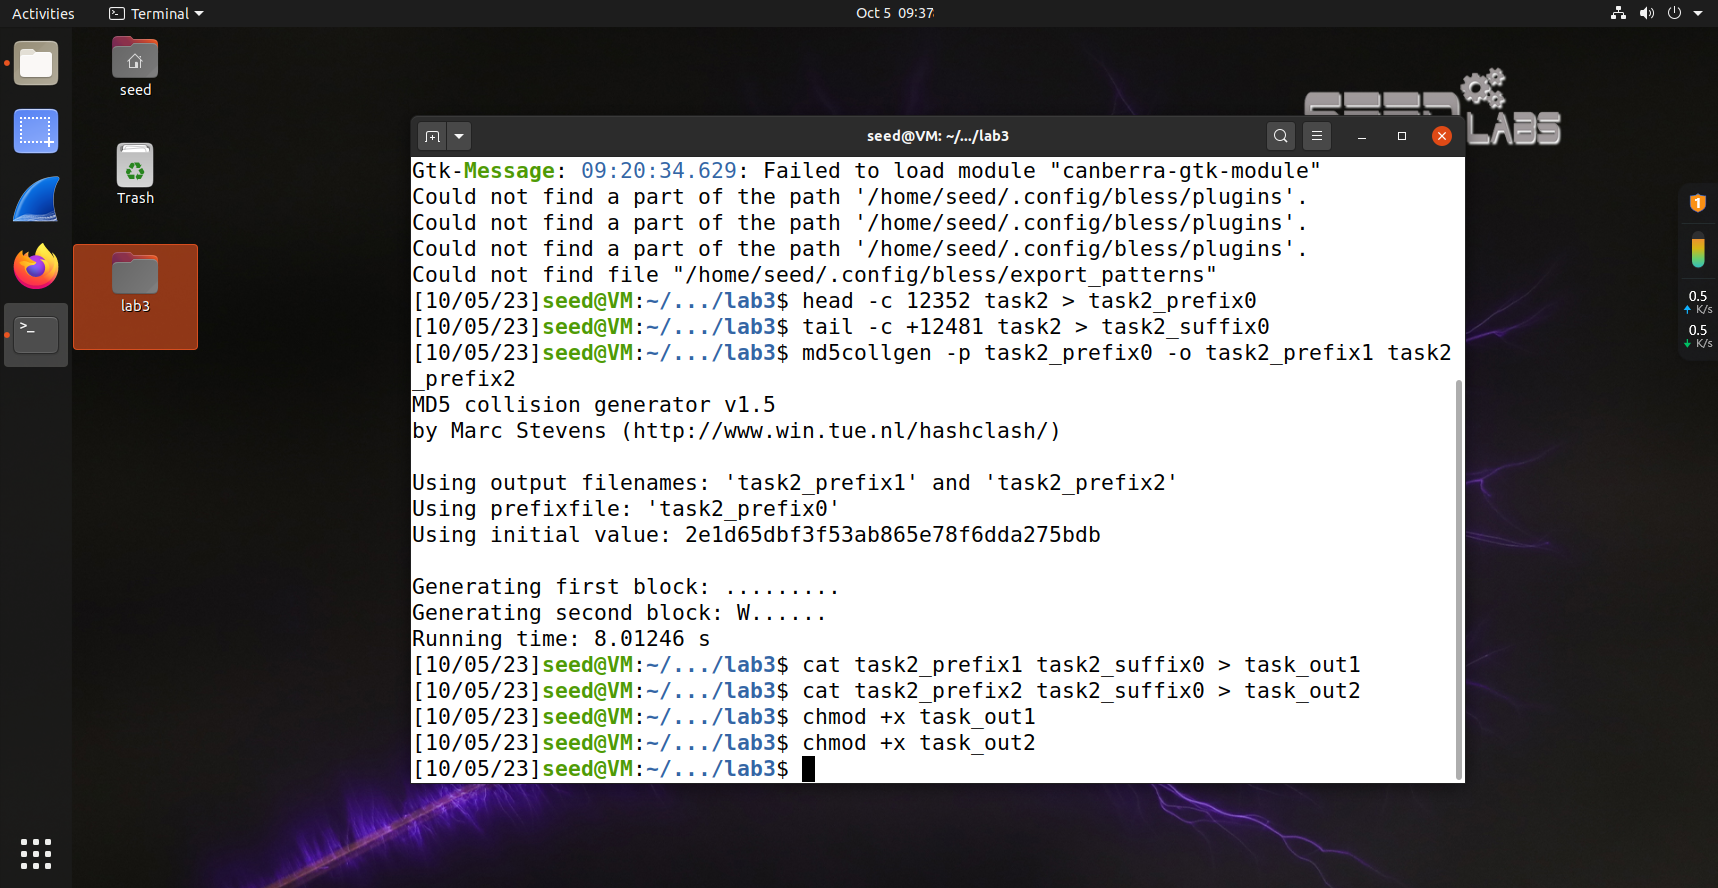 Activities
Terminal
Oct 5 09:37
seed
Trash
lab3
LABS
seed@VM: ~/.../lab3
Gtk-Message: 09:20:34.629: Failed to load module "canberra-gtk-module"
Could not find a part of the path '/home/seed/.config/bless/plugins'.
Could not find a part of the path '/home/seed/.config/bless/plugins'.
Could not find a part of the path '/home/seed/.config/bless/plugins'.
Could not find file "/home/seed/.config/bless/export_patterns"
[10/05/23]seed@VM:~/.../lab3$ head -c 12352 task2 > task2_prefix0
[10/05/23]seed@VM:~/.../lab3$ tail -c +12481 task2 > task2_suffix0
[10/05/23]seed@VM:~/.../lab3$ md5collgen -p task2_prefix0 -o task2_prefix1 task2
_prefix2
MD5 collision generator v1.5
by Marc Stevens (http://www.win.tue.nl/hashclash/)
Using output filenames: 'task2_prefix1' and 'task2_prefix2'
Using prefixfile: 'task2_prefix0'
Using initial value: 2e1d65dbf3f53ab865e78f6dda275bdb
Generating first block: .........
Generating second block: W......
Running time: 8.01246 s
[10/05/23]seed@VM:~/.../lab3$ cat task2_prefix1 task2_suffix0 > task_out1
[10/05/23]seed@VM:~/.../lab3$ cat task2_prefix2 task2_suffix0 > task_out2
[10/05/23]seed@VM:~/.../lab3$ chmod +x task_out1
[10/05/23]seed@VM:~/.../lab3$ chmod +x task_out2
[10/05/23]seed@VM:~/.../lab3$
1
0.5
K/s
0.5
K/s